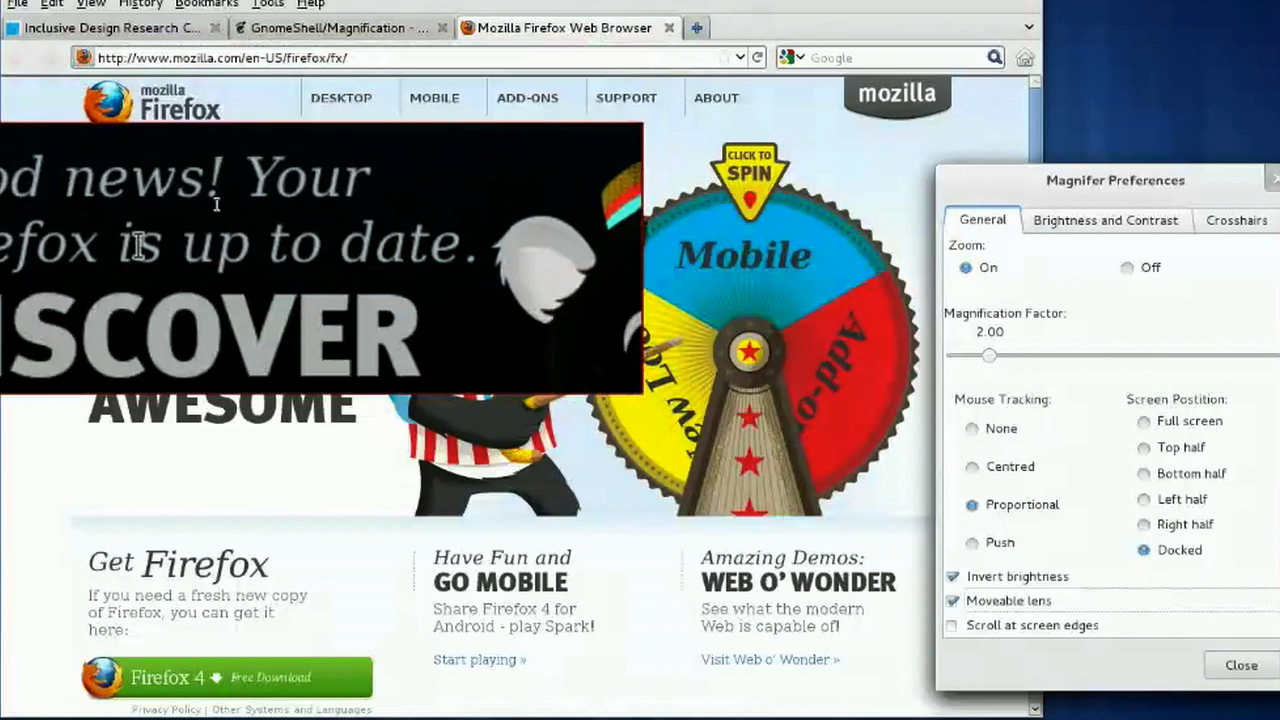 File Edit View History Bookmarks Tools Help
Inclusive Design Research C... GnomeShell/Magnification - ... Mozilla Firefox Web Browser
http://www.mozilla.com/en-US/firefox/fx/ Google
mozilla
Firefox
DESKTOP MOBILE ADD-ONS SUPPORT ABOUT
mozilla
od news! Your
efox is up to date.
ISCOVER
AWESOME
CLICK TO
SPIN
Mobile
Add-o
Magnifer Preferences
General Brightness and Contrast Crosshairs
Zoom:
On Off
Magnification Factor:
2.00
Mouse Tracking:
None
Centred
Proportional
Push
Screen Postition:
Full screen
Top half
Bottom half
Left half
Right half
Docked
Invert brightness
Moveable lens
Scroll at screen edges
Close
Get Firefox
If you need a fresh new copy
of Firefox, you can get it
here:
Firefox 4 Free Download
Privacy Policy | Other Systems and Languages
Have Fun and
GO MOBILE
Share Firefox 4 for
Android - play Spark!
Start playing »
Amazing Demos:
WEB O' WONDER
See what the modern
Web is capable of!
Visit Web o' Wonder »